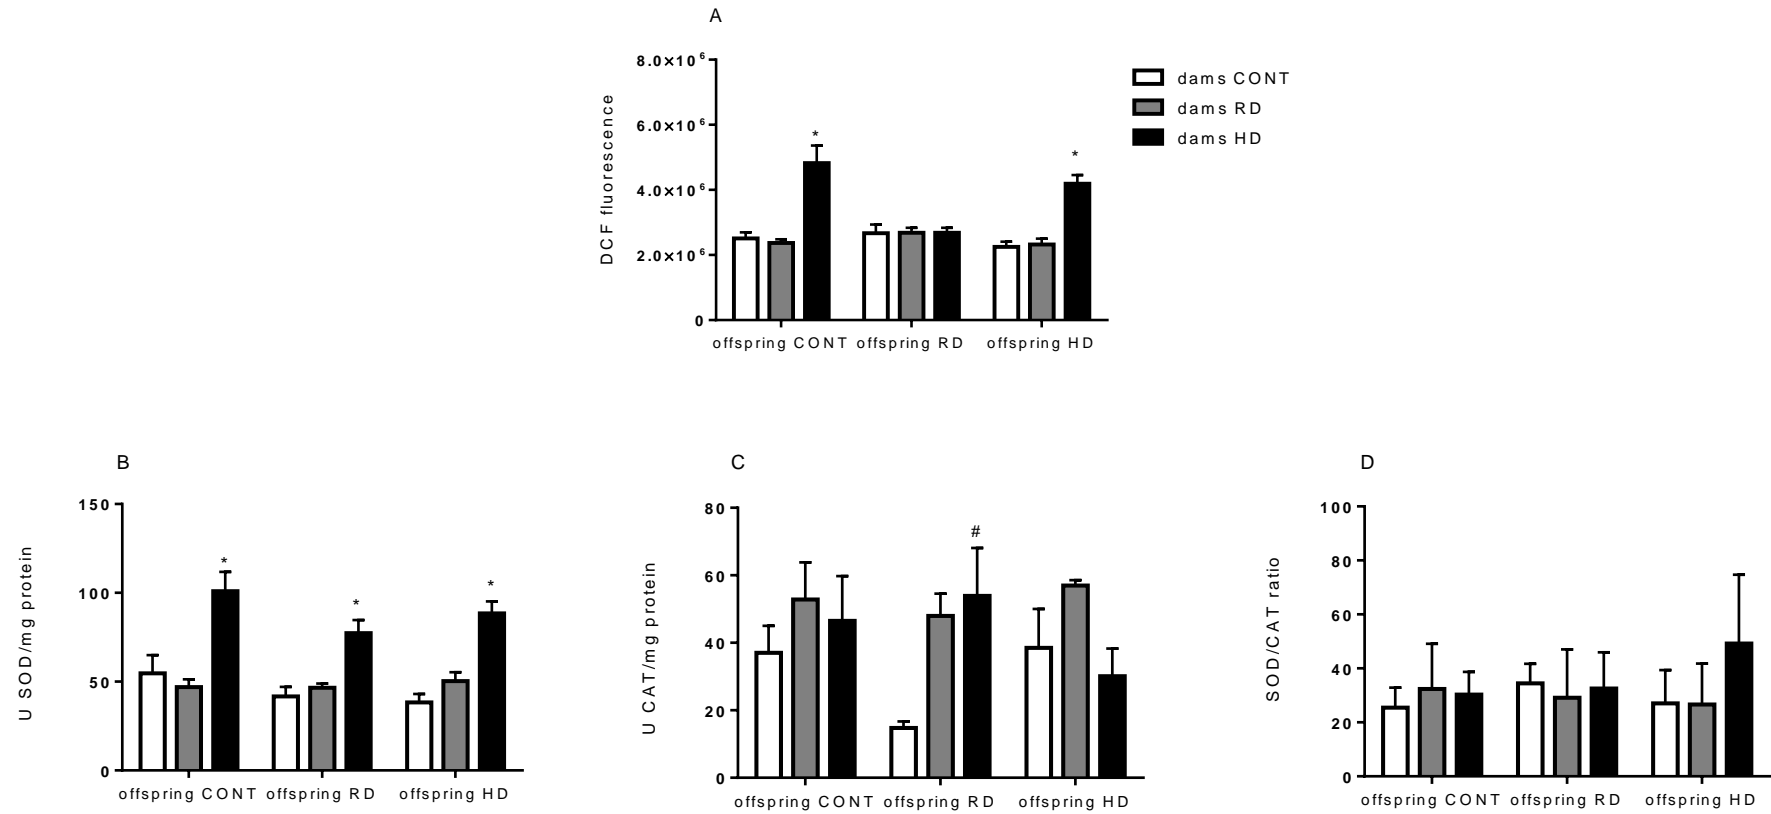 A
8.0×10⁶
6.0×10⁶
4.0×10⁶
2.0×10⁶
0
DCF fluorescence
*
*
offspring CONT offspring RD offspring HD
dams CONT
dams RD
dams HD
B
150
100
50
0
U SOD/mg protein
*
*
*
offspring CONT offspring RD offspring HD
C
80
60
40
20
0
U CAT/mg protein
#
offspring CONT offspring RD offspring HD
D
100
80
60
40
20
0
SOD/CAT ratio
offspring CONT offspring RD offspring HD